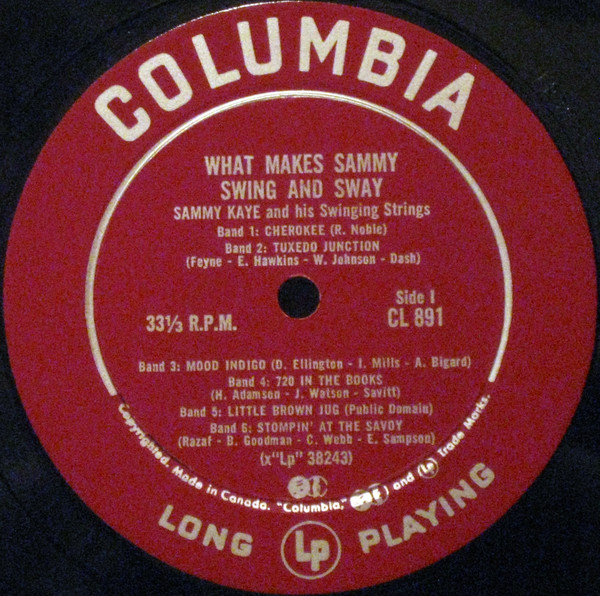 COLUMBIA
WHAT MAKES SAMMY
SWING AND SWAY
SAMMY KAYE and his Swinging Strings
Band 1: CHEROKEE (R. Noble)
Band 2: TUXEDO JUNCTION
(Feyne - E. Hawkins - W. Johnson - Dash)
33⅓ R.P.M.
Side I
CL 891
Band 3: MOOD INDIGO (D. Ellington - I. Mills - A. Bigard)
Band 4: 720 IN THE BOOKS
(H. Adamson - J. Watson - Savitt)
Band 5: LITTLE BROWN JUG (Public Domain)
Band 6: STOMPIN' AT THE SAVOY
(Razaf - B. Goodman - C. Webb - E. Sampson)
(x"Lp" 38243)
Copyrighted. Made in Canada. "Columbia," and Lp Trade Marks.
LONG Lp PLAYING